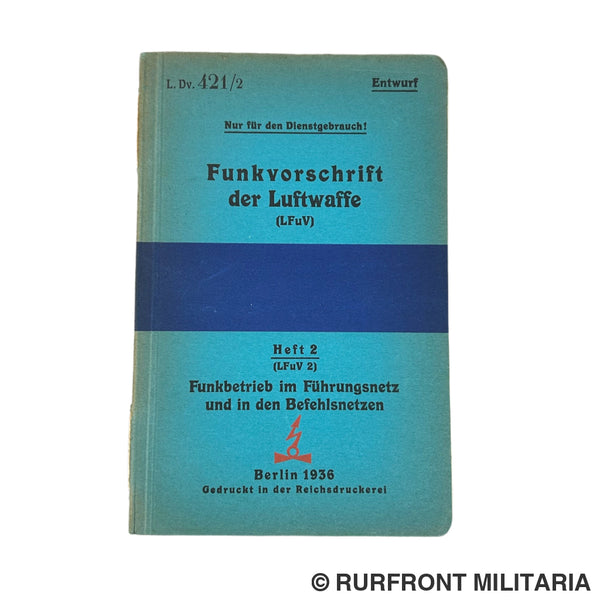 L. Dv. 421/2 Entwurf
Nur für den Dienstgebrauch!
Funkvorschrift
der Luftwaffe
(LFuV)
Heft 2
(LFuV 2)
Funkbetrieb im Führungsnetz
und in den Befehlsnetzen
Berlin 1936
Gedruckt in der Reichsdruckerei
© RURFRONT MILITARIA